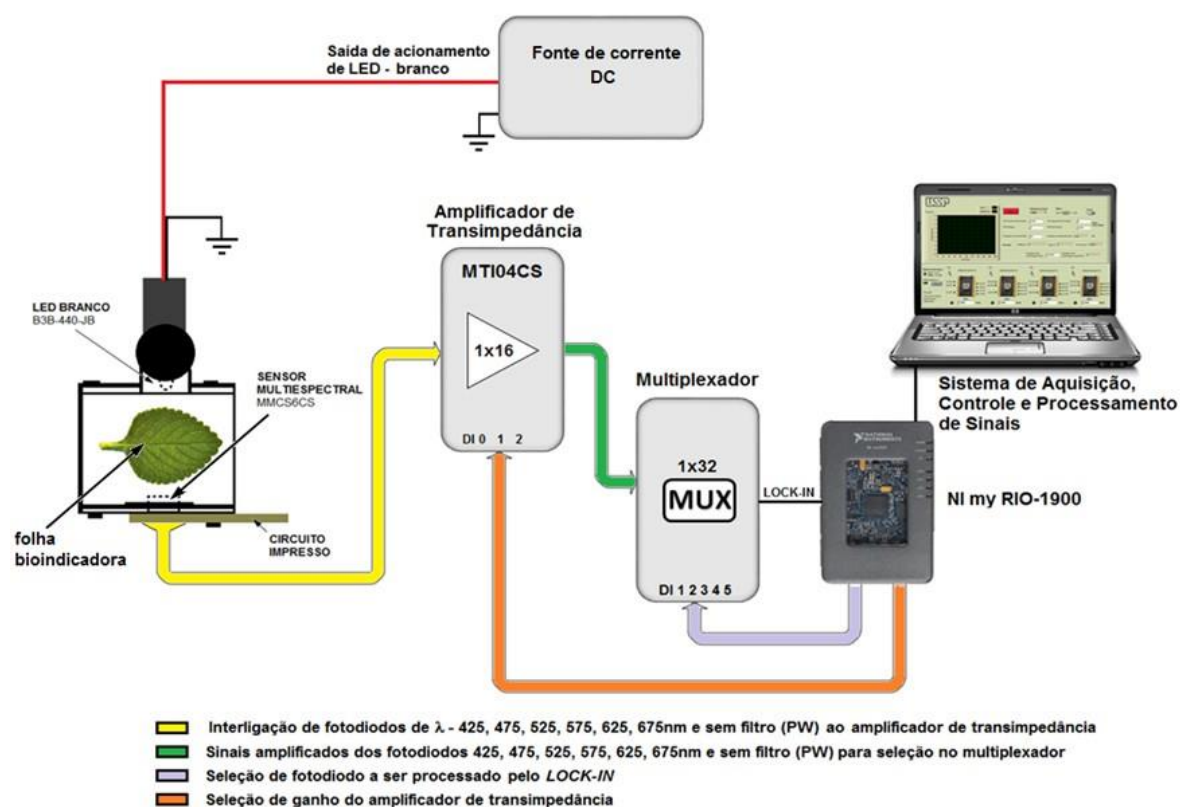 Saída de acionamento
de LED - branco
Fonte de corrente
DC
Amplificador de
Transimpedância
MTI04CS
1x16
DI 0 1 2
LED BRANCO
B3B-440-JB
SENSOR
MULTIESPECTRAL
MMCS6CS
folha
bioindicadora
CIRCUITO
IMPRESSO
Multiplexador
1x32
MUX
DI 1 2 3 4 5
LOCK-IN
Sistema de Aquisição,
Controle e Processamento
de Sinais
NATIONAL
INSTRUMENTS
NI my RIO-1900
Interligação de fotodiodos de λ - 425, 475, 525, 575, 625, 675nm e sem filtro (PW) ao amplificador de transimpedância
Sinais amplificados dos fotodiodos 425, 475, 525, 575, 625, 675nm e sem filtro (PW) para seleção no multiplexador
Seleção de fotodiodo a ser processado pelo LOCK-IN
Seleção de ganho do amplificador de transimpedância